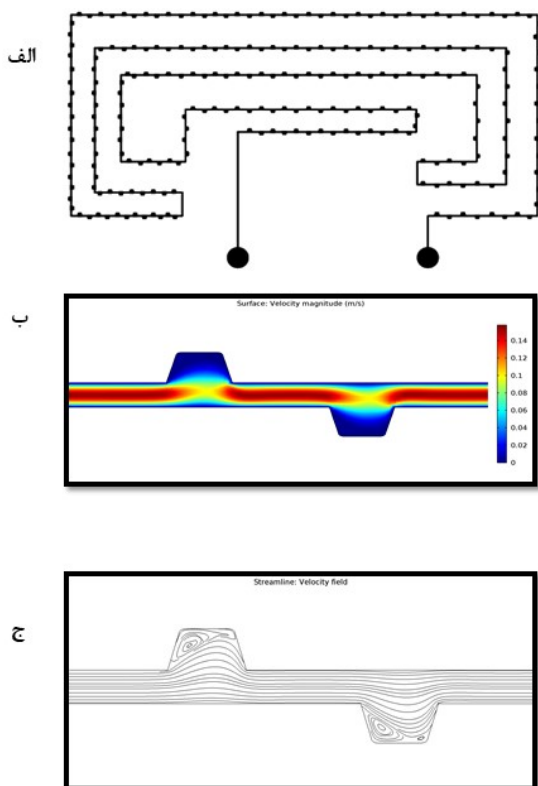 الف
ب
Surface: Velocity magnitude (m/s)
0.14
0.12
0.1
0.08
0.06
0.04
0.02
0
ج
Streamline: Velocity field